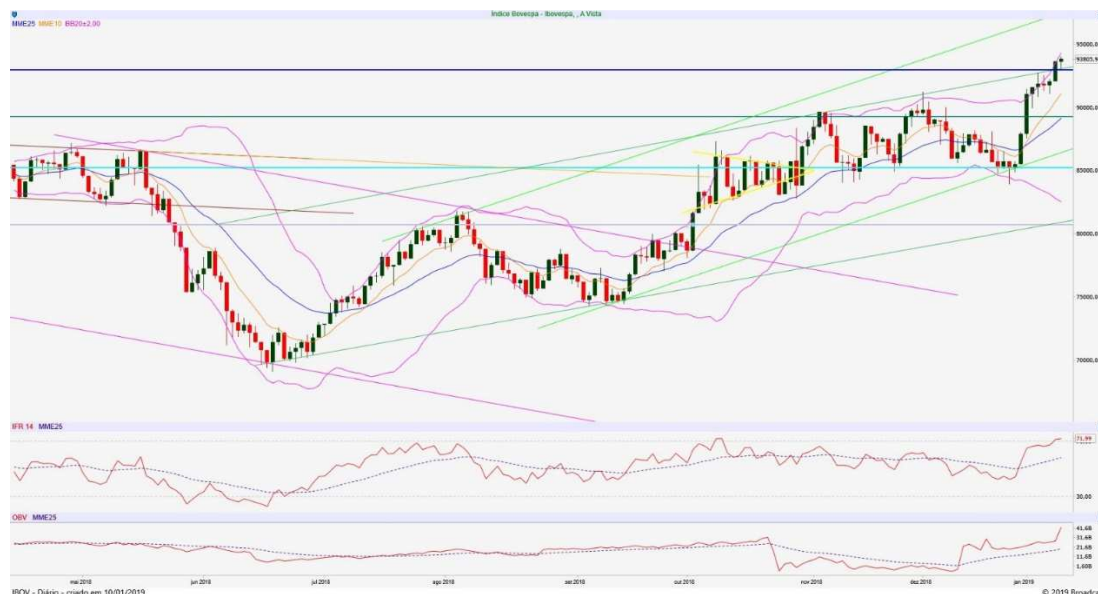 Indice Bovespa - Ibovespa, , A Vista
MME25 MME10 BB20±2,00
95000,0
93805,9
90000,0
85000,0
80000,0
75000,0
70000,0
IFR 14 MME25
71,99
30,00
OBV MME25
41.6B
31.6B
21.6B
11.6B
1.60B
mai 2018 jun 2018 jul 2018 ago 2018 set 2018 out 2018 nov 2018 dez 2018 jan 2019
IBOV - Diário - criado em 10/01/2019 © 2019 Broadca